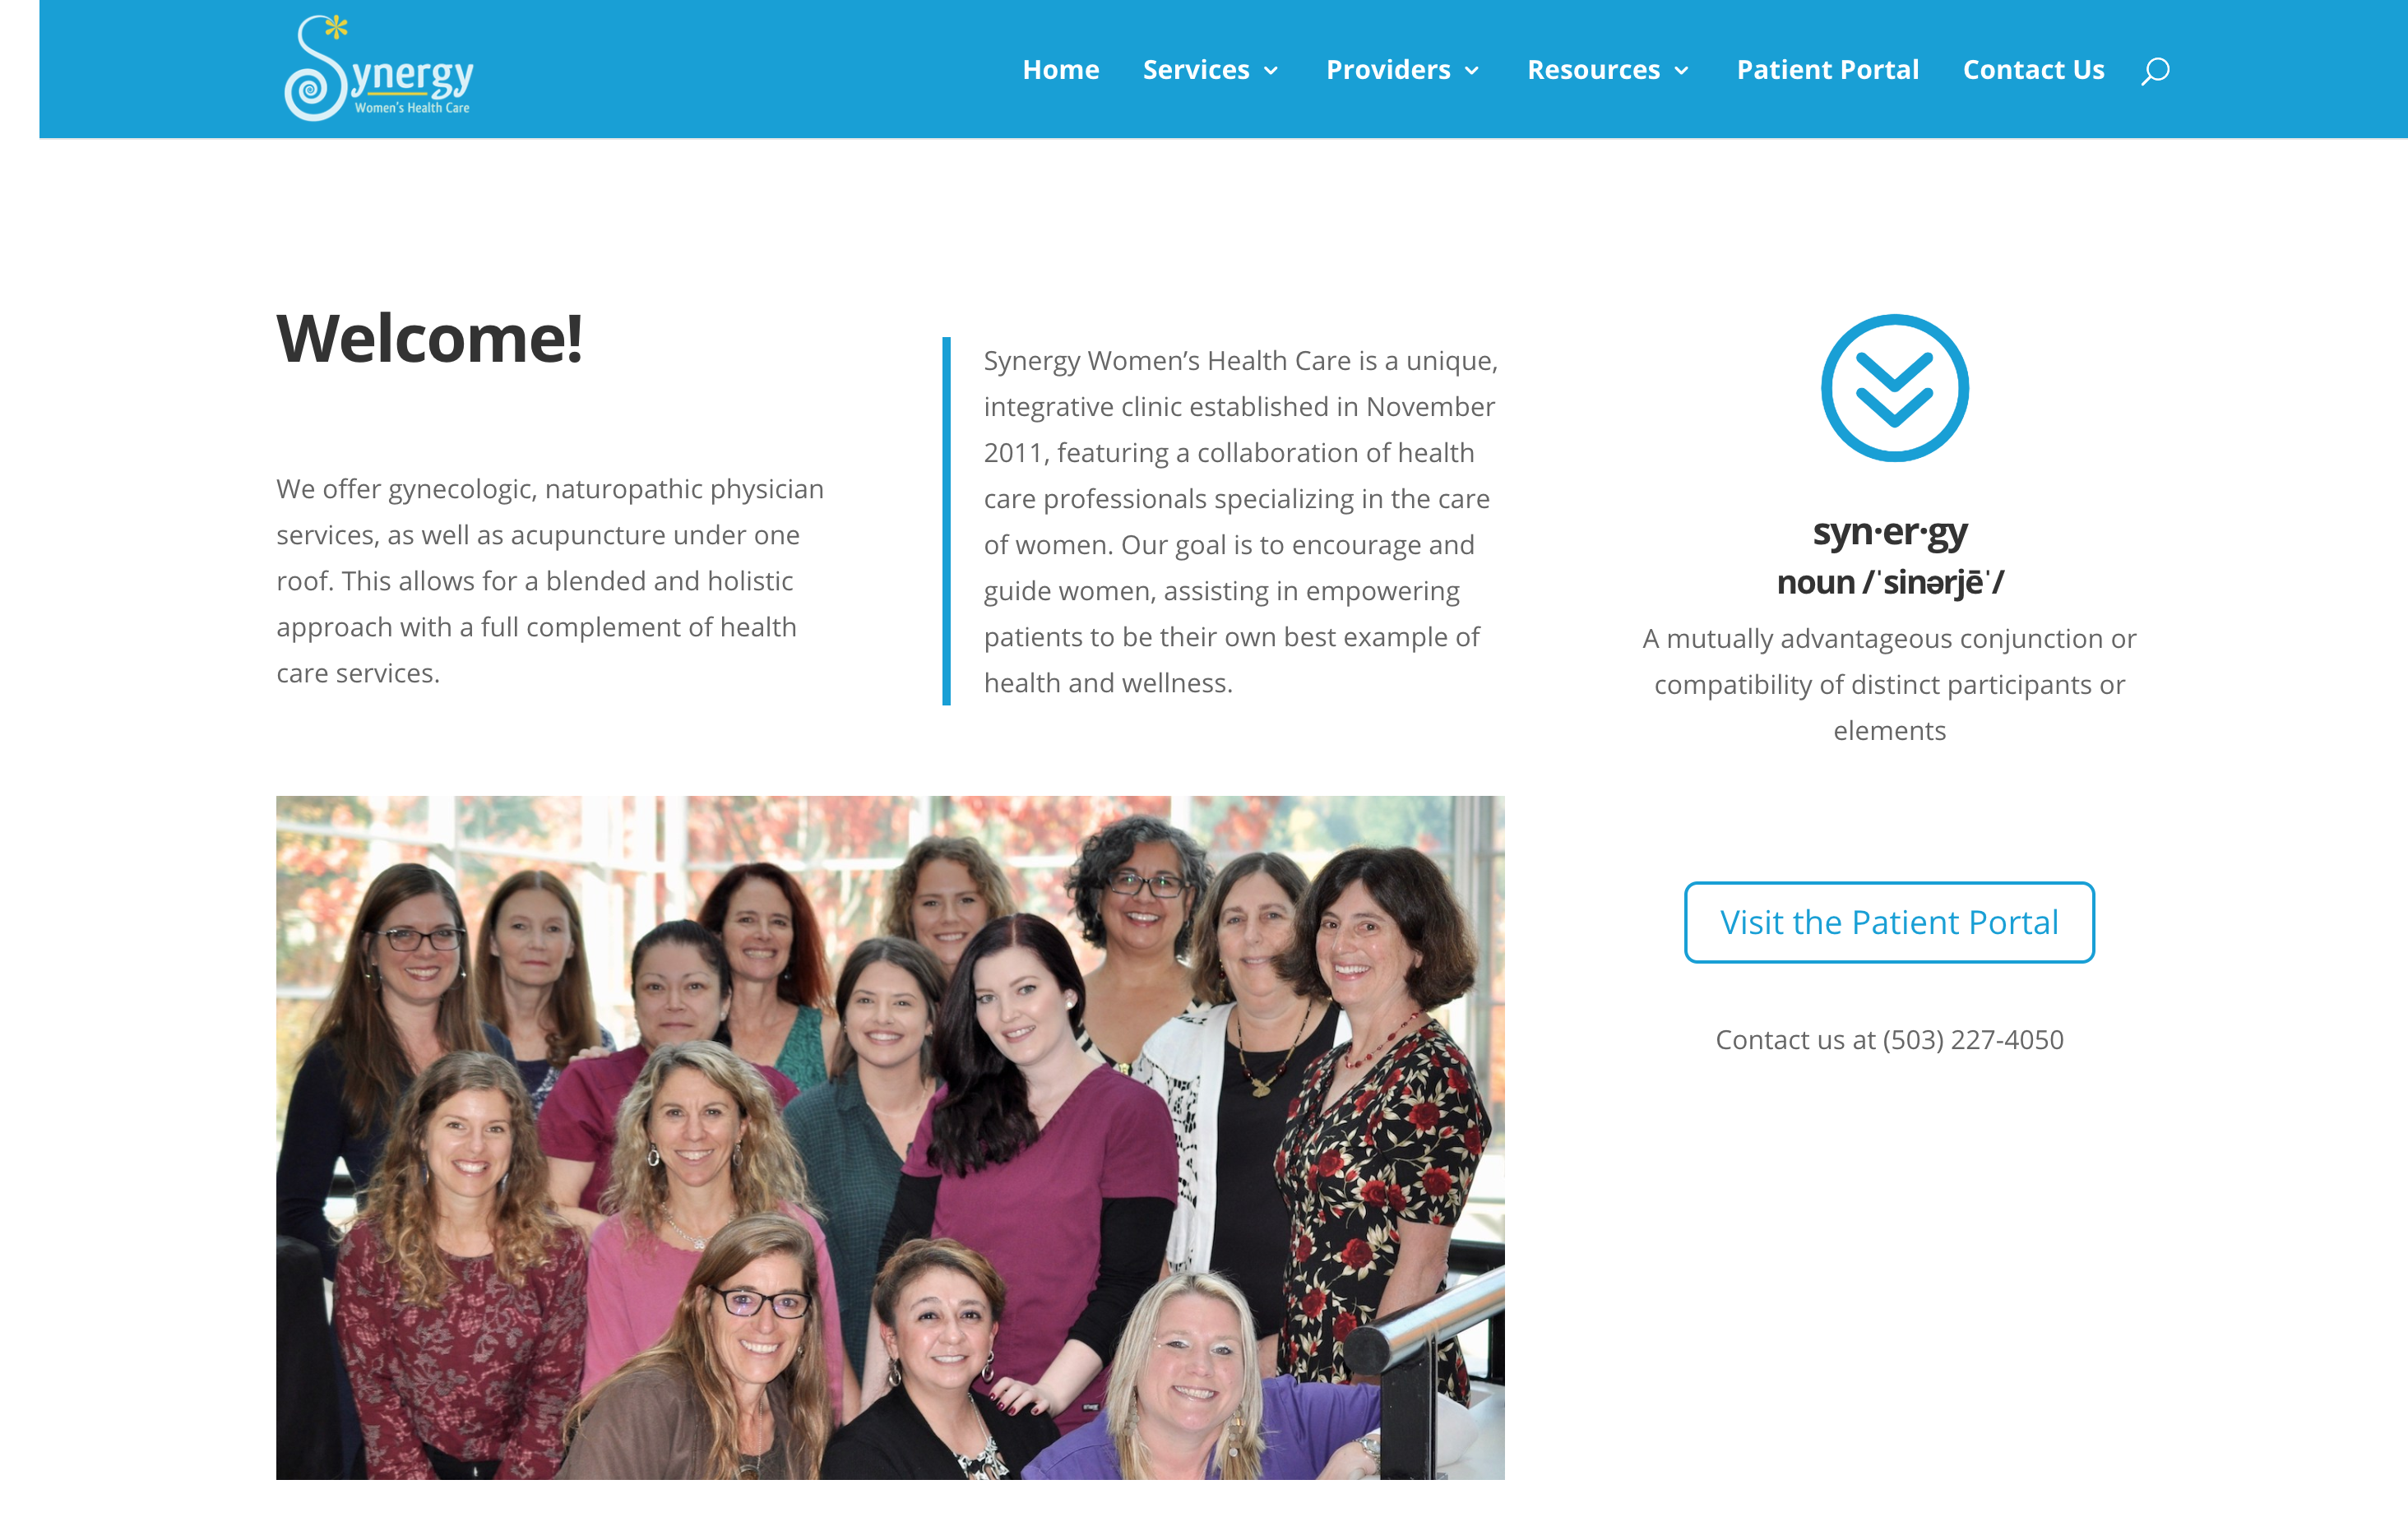 Synergy
Women's Health Care
Home Services Providers Resources Patient Portal Contact Us
Welcome!
We offer gynecologic, naturopathic physician
services, as well as acupuncture under one
roof. This allows for a blended and holistic
approach with a full complement of health
care services.
Synergy Women’s Health Care is a unique,
integrative clinic established in November
2011, featuring a collaboration of health
care professionals specializing in the care
of women. Our goal is to encourage and
guide women, assisting in empowering
patients to be their own best example of
health and wellness.
syn·er·gy
noun /ˈsinərjēˈ/
A mutually advantageous conjunction or
compatibility of distinct participants or
elements
Visit the Patient Portal
Contact us at (503) 227-4050